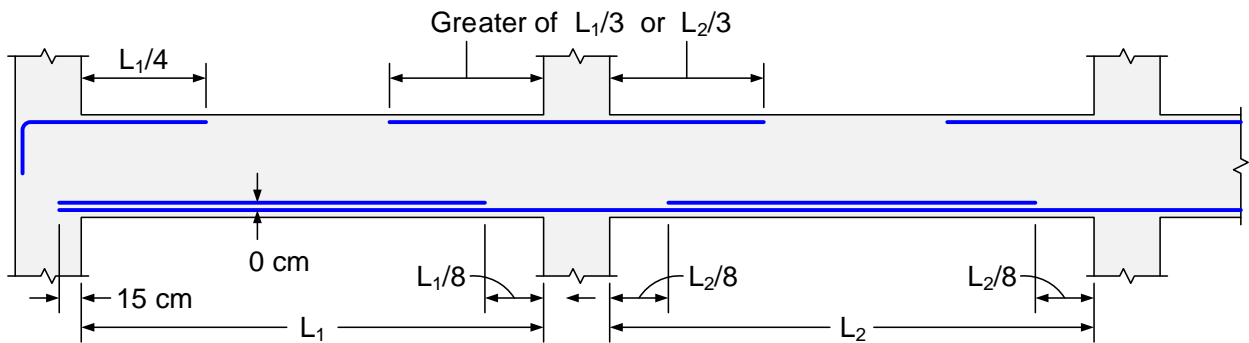 Greater of L₁/3 or L₂/3
L₁/4
0 cm
15 cm
L₁/8
L₂/8
L₂/8
L₁
L₂